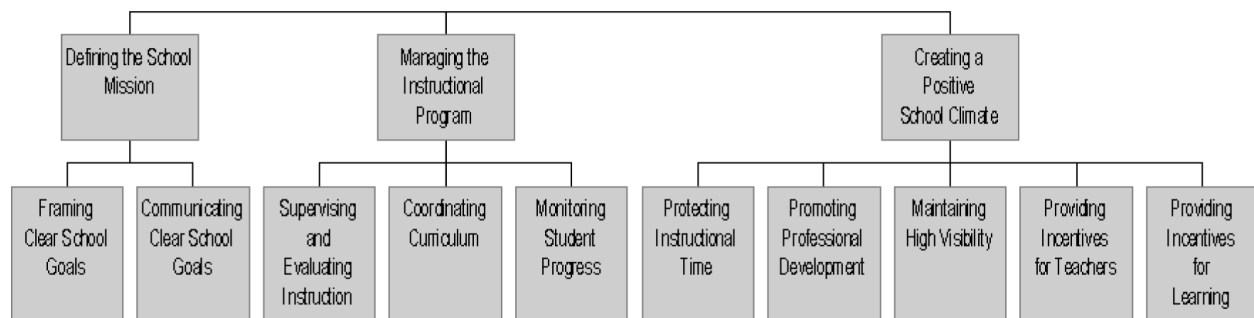 Defining the School
Mission
Managing the
Instructional
Program
Creating a
Positive
School Climate
Framing
Clear School
Goals
Communicating
Clear School
Goals
Supervising
and
Evaluating
Instruction
Coordinating
Curriculum
Monitoring
Student
Progress
Protecting
Instructional
Time
Promoting
Professional
Development
Maintaining
High Visibility
Providing
Incentives
for Teachers
Providing
Incentives
for
Learning